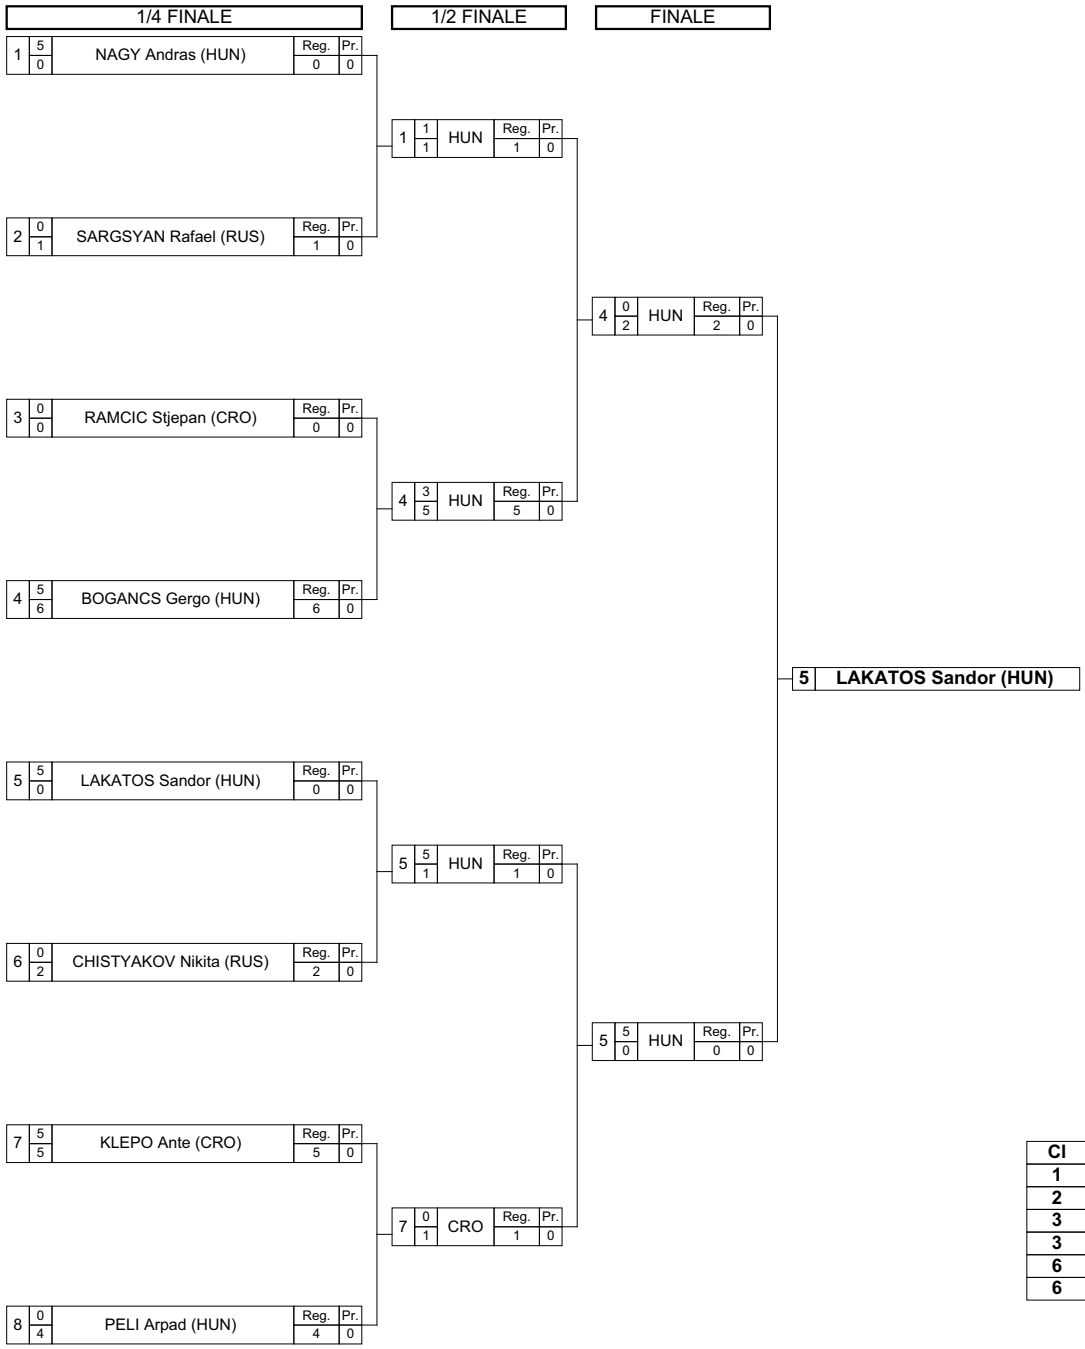 1/4 FINALE 1/2 FINALE FINALE
1 5 0 NAGY Andras (HUN) Reg. Pr. 0 0
1 1 1 HUN Reg. Pr. 1 0
2 0 1 SARGSYAN Rafael (RUS) Reg. Pr. 1 0
4 0 2 HUN Reg. Pr. 2 0
3 0 0 RAMCIC Stjepan (CRO) Reg. Pr. 0 0
4 3 5 HUN Reg. Pr. 5 0
4 5 6 BOGANCS Gergo (HUN) Reg. Pr. 6 0
5 LAKATOS Sandor (HUN)
5 5 0 LAKATOS Sandor (HUN) Reg. Pr. 0 0
5 5 1 HUN Reg. Pr. 1 0
6 0 2 CHISTYAKOV Nikita (RUS) Reg. Pr. 2 0
5 5 0 HUN Reg. Pr. 0 0
7 5 5 KLEPO Ante (CRO) Reg. Pr. 5 0
7 0 1 CRO Reg. Pr. 1 0
8 0 4 PELI Arpad (HUN) Reg. Pr. 4 0
Cl
1
2
3
3
6
6